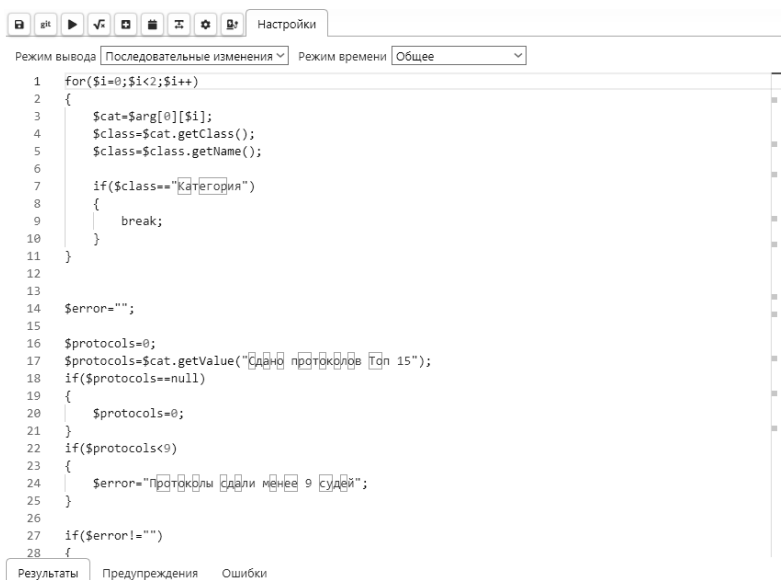 git Настройки
Режим вывода Последовательные изменения Режим времени Общее
1 for($i=0;$i<2;$i++)
2 {
3 $cat=$arg[0][$i];
4 $class=$cat.getClass();
5 $class=$class.getName();
6
7 if($class=="Категория")
8 {
9 break;
10 }
11 }
12
13
14 $error="";
15
16 $protocols=0;
17 $protocols=$cat.getValue("Сдано протоколов Топ 15");
18 if($protocols==null)
19 {
20 $protocols=0;
21 }
22 if($protocols<9)
23 {
24 $error="Протоколы сдали менее 9 судей";
25 }
26
27 if($error!="")
28 {
Результаты Предупреждения Ошибки